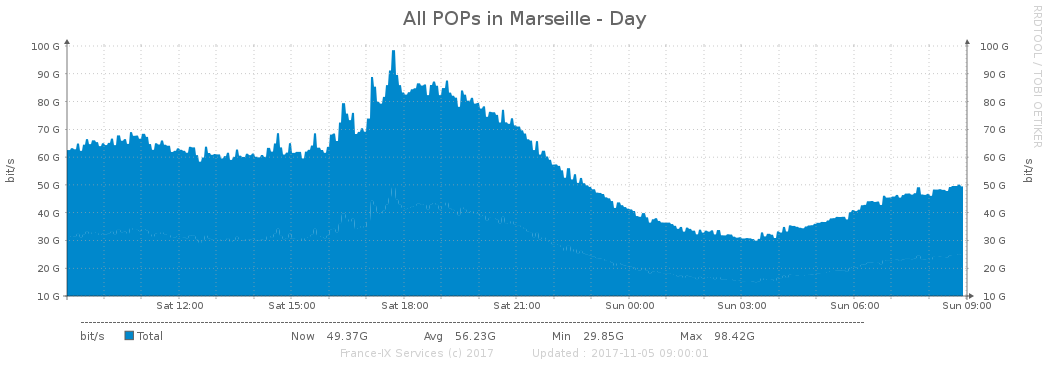 All POPs in Marseille - Day
RRDTOOL / TOBI OETIKER
bit/s
bit/s
100 G 100 G
90 G 90 G
80 G 80 G
70 G 70 G
60 G 60 G
50 G 50 G
40 G 40 G
30 G 30 G
20 G 20 G
10 G 10 G
Sat 12:00 Sat 15:00 Sat 18:00 Sat 21:00 Sun 00:00 Sun 03:00 Sun 06:00 Sun 09:00
bit/s Total Now 49.37G Avg 56.23G Min 29.85G Max 98.42G
France-IX Services (c) 2017 Updated : 2017-11-05 09:00:01